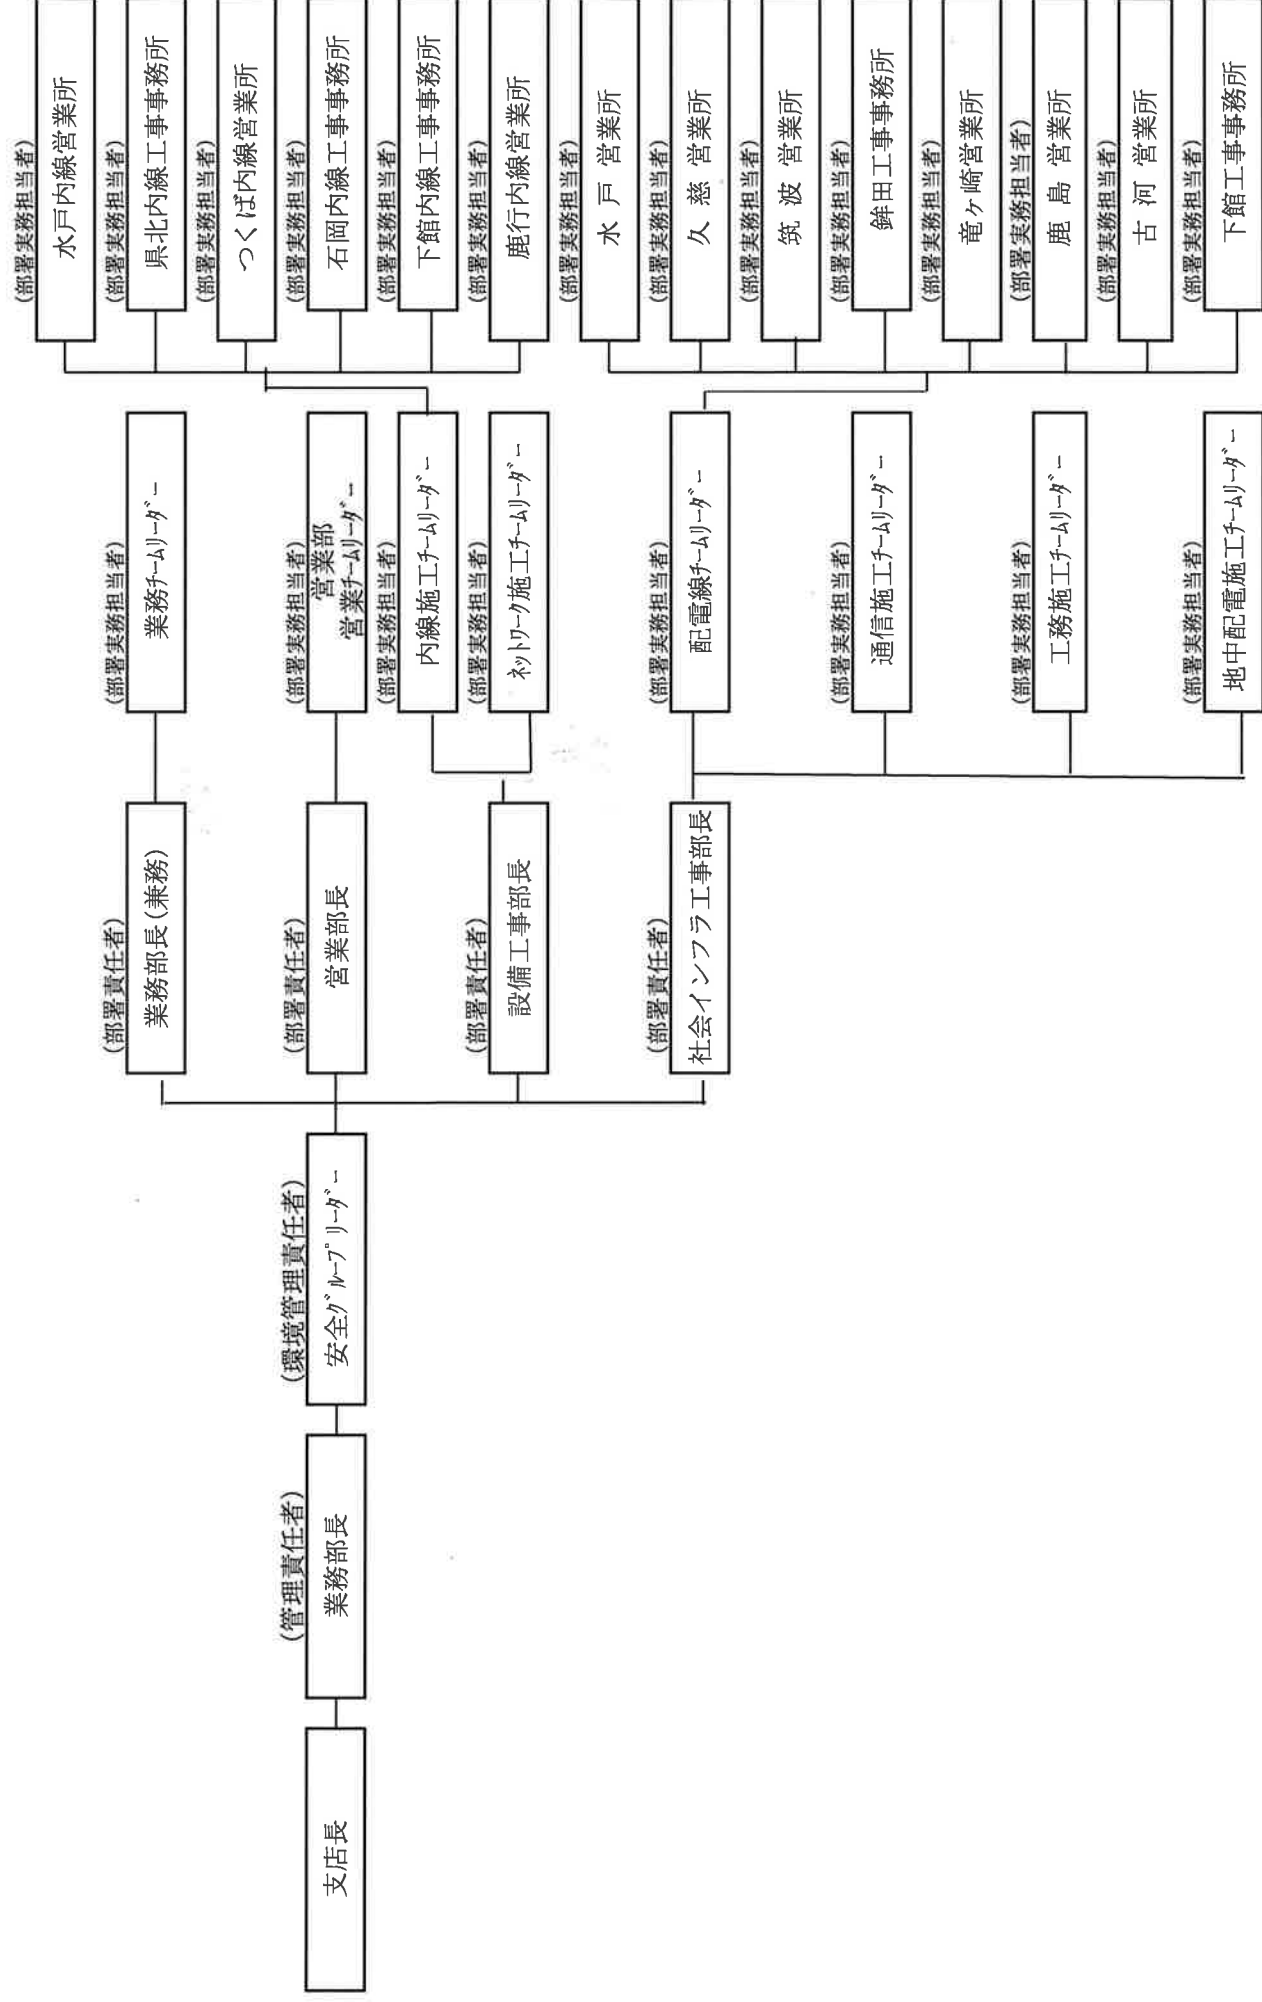 支店長
(管理責任者)
業務部長
(環境管理責任者)
安全グループリーダー
(部署責任者)
業務部長(兼務)
(部署責任者)
営業部長
(部署責任者)
設備工事部長
(部署責任者)
社会インフラ工事部長
(部署実務担当者)
業務チームリーダー
(部署実務担当者)
営業部
営業チームリーダー
(部署実務担当者)
内線施工チームリーダー
(部署実務担当者)
ネットワーク施工チームリーダー
(部署実務担当者)
配電線チームリーダー
(部署実務担当者)
通信施工チームリーダー
(部署実務担当者)
工務施工チームリーダー
(部署実務担当者)
地中配電施工チームリーダー
(部署実務担当者)
水戸内線営業所
(部署実務担当者)
県北内線工事事務所
(部署実務担当者)
つくば内線営業所
(部署実務担当者)
石岡内線工事事務所
(部署実務担当者)
下館内線工事事務所
(部署実務担当者)
鹿行内線営業所
(部署実務担当者)
水 戸 営業所
(部署実務担当者)
久 慈 営業所
(部署実務担当者)
筑 波 営業所
(部署実務担当者)
鉾田工事事務所
(部署実務担当者)
竜ヶ崎営業所
(部署実務担当者)
鹿 島 営業所
(部署実務担当者)
古 河 営業所
(部署実務担当者)
下館工事事務所